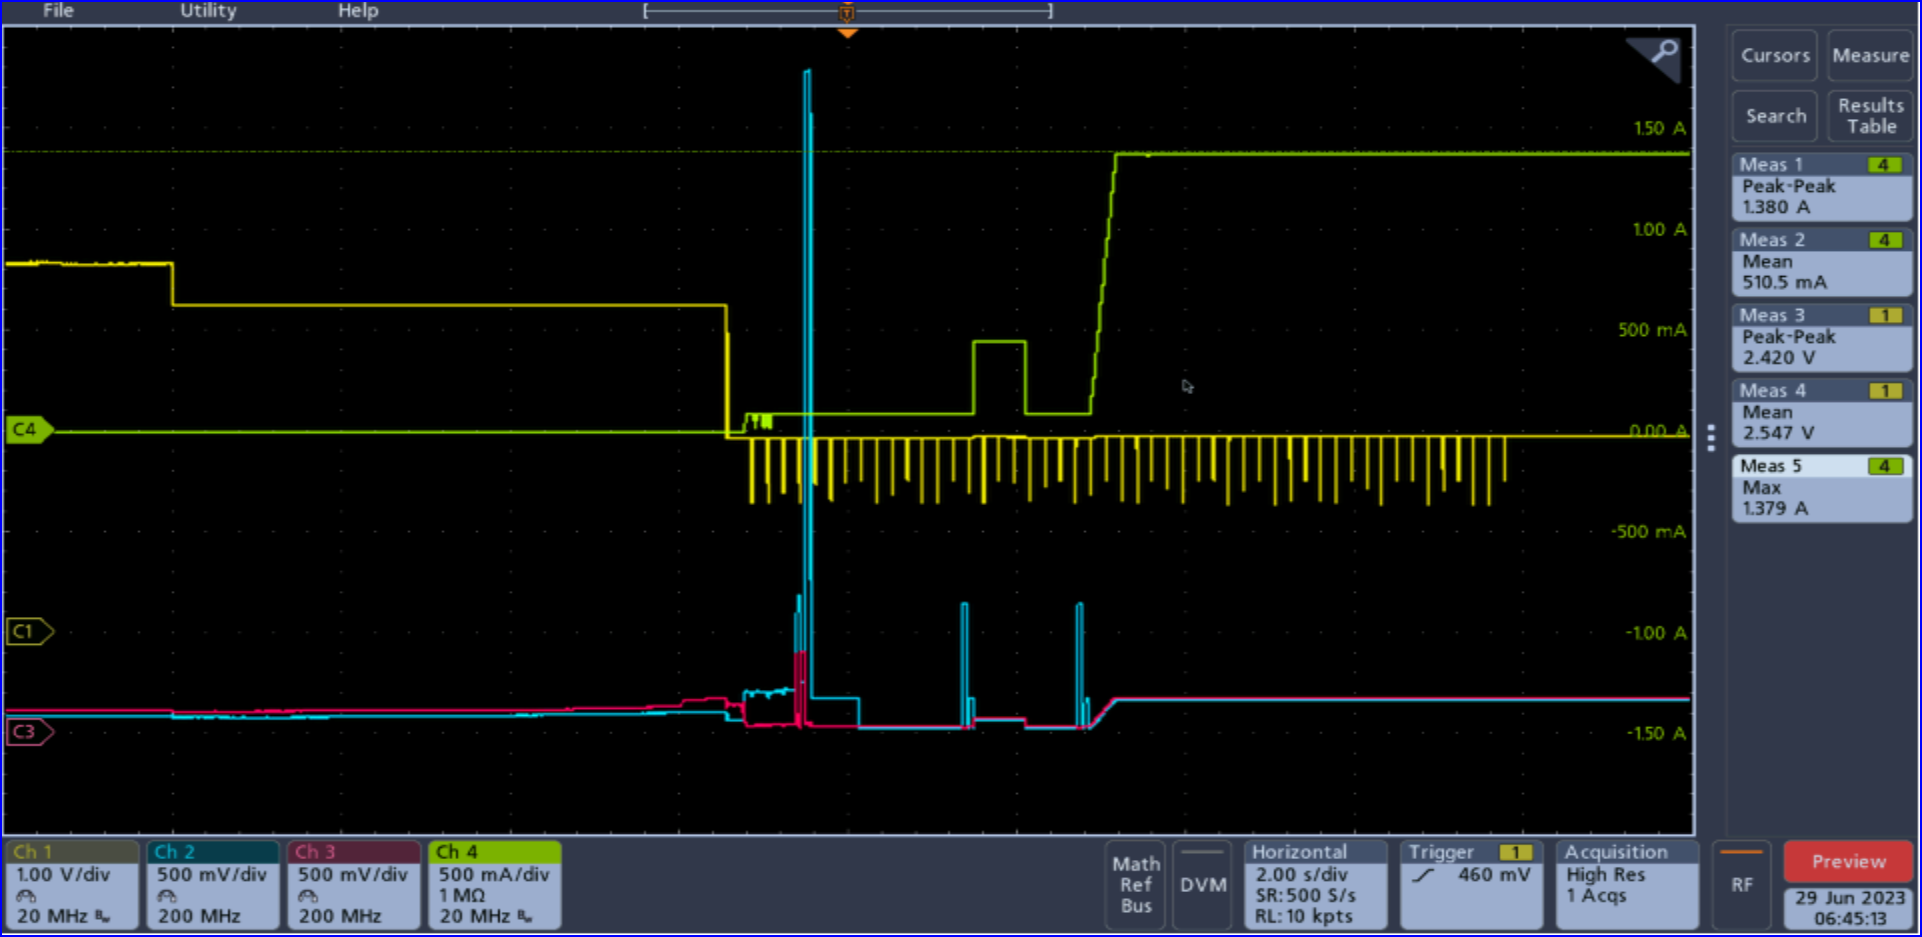 File Utility Help
T
Cursors Measure
Search Results
Table
1.50 A
1.00 A
500 mA
0.00 A
-500 mA
-1.00 A
-1.50 A
C4
C1
C3
Meas 1 4
Peak-Peak
1.380 A
Meas 2 4
Mean
510.5 mA
Meas 3 1
Peak-Peak
2.420 V
Meas 4 1
Mean
2.547 V
Meas 5 4
Max
1.379 A
Ch 1
1.00 V/div
20 MHz Bw
Ch 2
500 mV/div
200 MHz
Ch 3
500 mV/div
200 MHz
Ch 4
500 mA/div
1 MΩ
20 MHz Bw
Math
Ref
Bus
DVM
Horizontal
2.00 s/div
SR:500 S/s
RL:10 kpts
Trigger 1
460 mV
Acquisition
High Res
1 Acqs
RF
Preview
29 Jun 2023
06:45:13